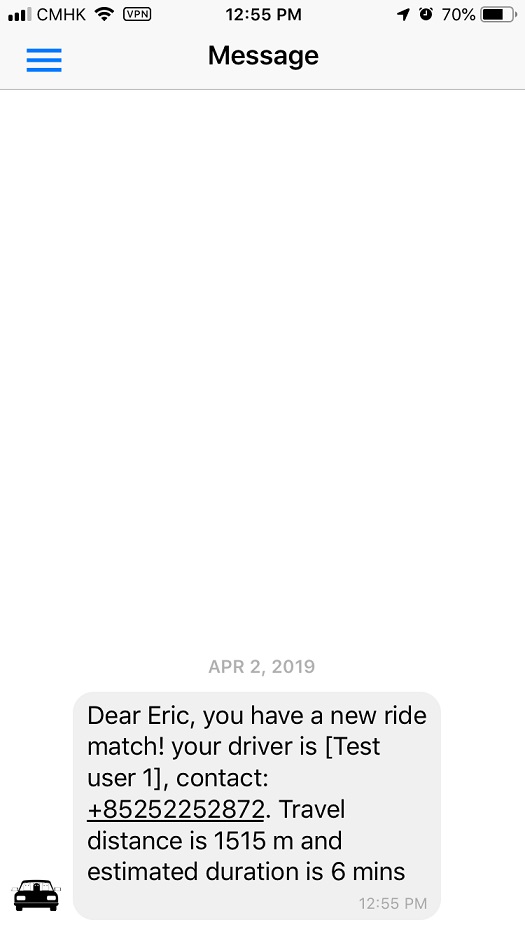 CMHK VPN 12:55 PM 70%
Message
APR 2, 2019
Dear Eric, you have a new ride
match! your driver is [Test
user 1], contact:
+85252252872. Travel
distance is 1515 m and
estimated duration is 6 mins
12:55 PM